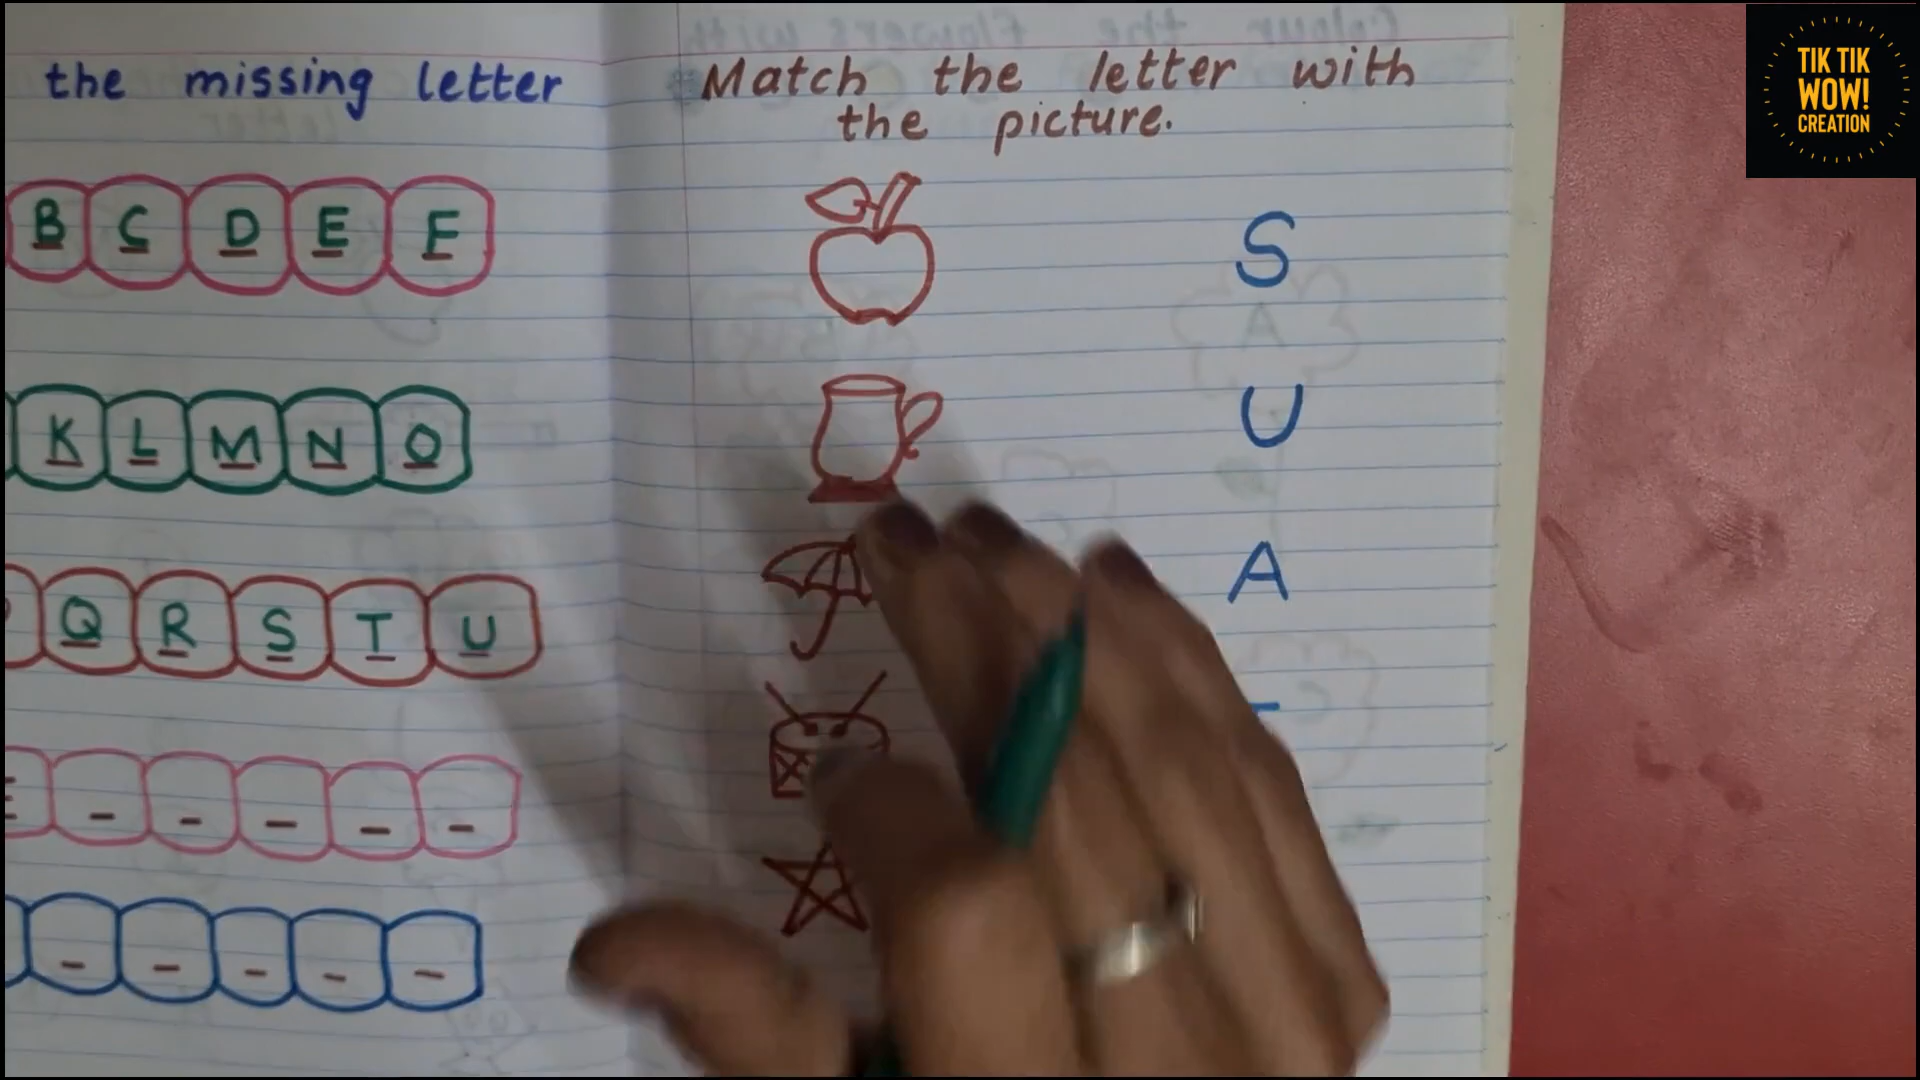 the missing letter
B C D E F
K L M N O
Q R S T U
Match the letter with
the picture.
S
U
A
TIK TIK
WOW!
CREATION